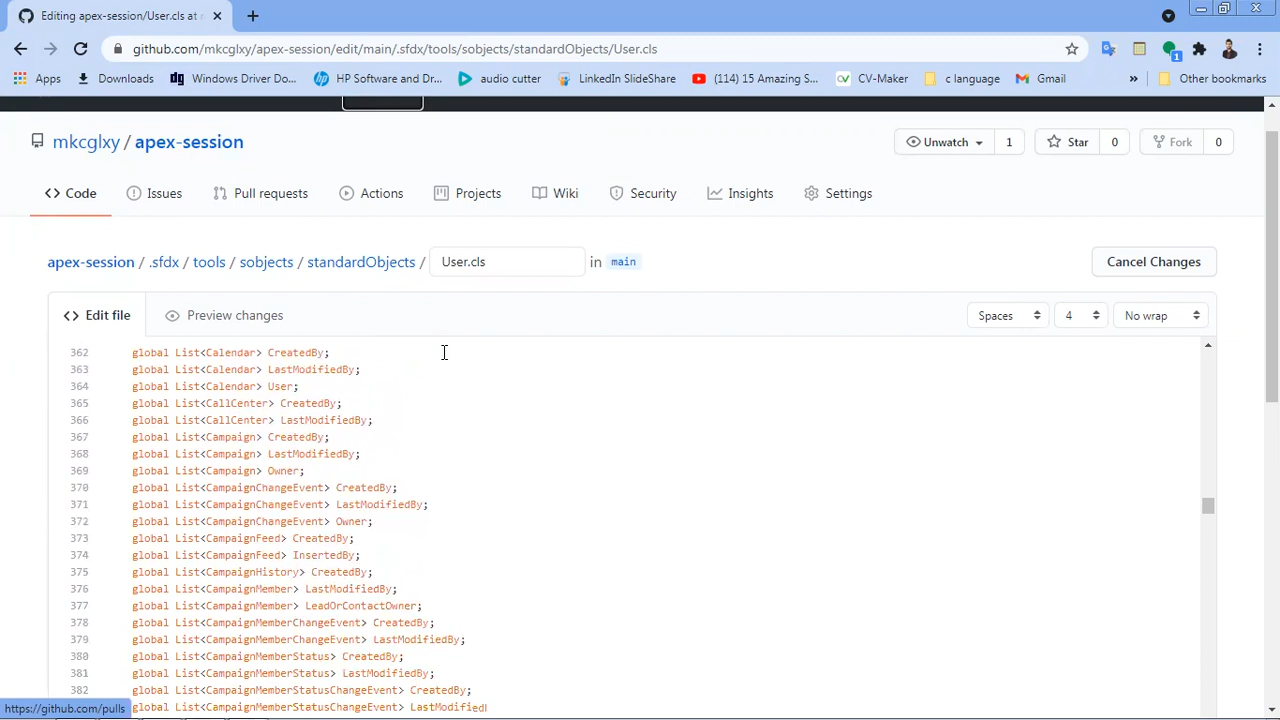 Editing apex-session/User.cls at
github.com/mkcglxy/apex-session/edit/main/.sfdx/tools/sobjects/standardObjects/User.cls
1
Apps Downloads Windows Driver Do... HP Software and Dr... audio cutter LinkedIn SlideShare (14) 15 Amazing S... CV-Maker c language Gmail » Other bookmarks
mkcglxy / apex-session Unwatch 1 Star 0 Fork 0
Code Issues Pull requests Actions Projects Wiki Security Insights Settings
apex-session / .sfdx / tools / sobjects / standardObjects / User.cls in main Cancel Changes
Edit file Preview changes Spaces 4 No wrap
362 global List<Calendar> CreatedBy;
363 global List<Calendar> LastModifiedBy;
364 global List<Calendar> User;
365 global List<CallCenter> CreatedBy;
366 global List<CallCenter> LastModifiedBy;
367 global List<Campaign> CreatedBy;
368 global List<Campaign> LastModifiedBy;
369 global List<Campaign> Owner;
370 global List<CampaignChangeEvent> CreatedBy;
371 global List<CampaignChangeEvent> LastModifiedBy;
372 global List<CampaignChangeEvent> Owner;
373 global List<CampaignFeed> CreatedBy;
374 global List<CampaignFeed> InsertedBy;
375 global List<CampaignHistory> CreatedBy;
376 global List<CampaignMember> LastModifiedBy;
377 global List<CampaignMember> LeadOrContactOwner;
378 global List<CampaignMemberChangeEvent> CreatedBy;
379 global List<CampaignMemberChangeEvent> LastModifiedBy;
380 global List<CampaignMemberStatus> CreatedBy;
381 global List<CampaignMemberStatus> LastModifiedBy;
382 global List<CampaignMemberStatusChangeEvent> CreatedBy;
global List<CampaignMemberStatusChangeEvent> LastModified
https://github.com/pulls